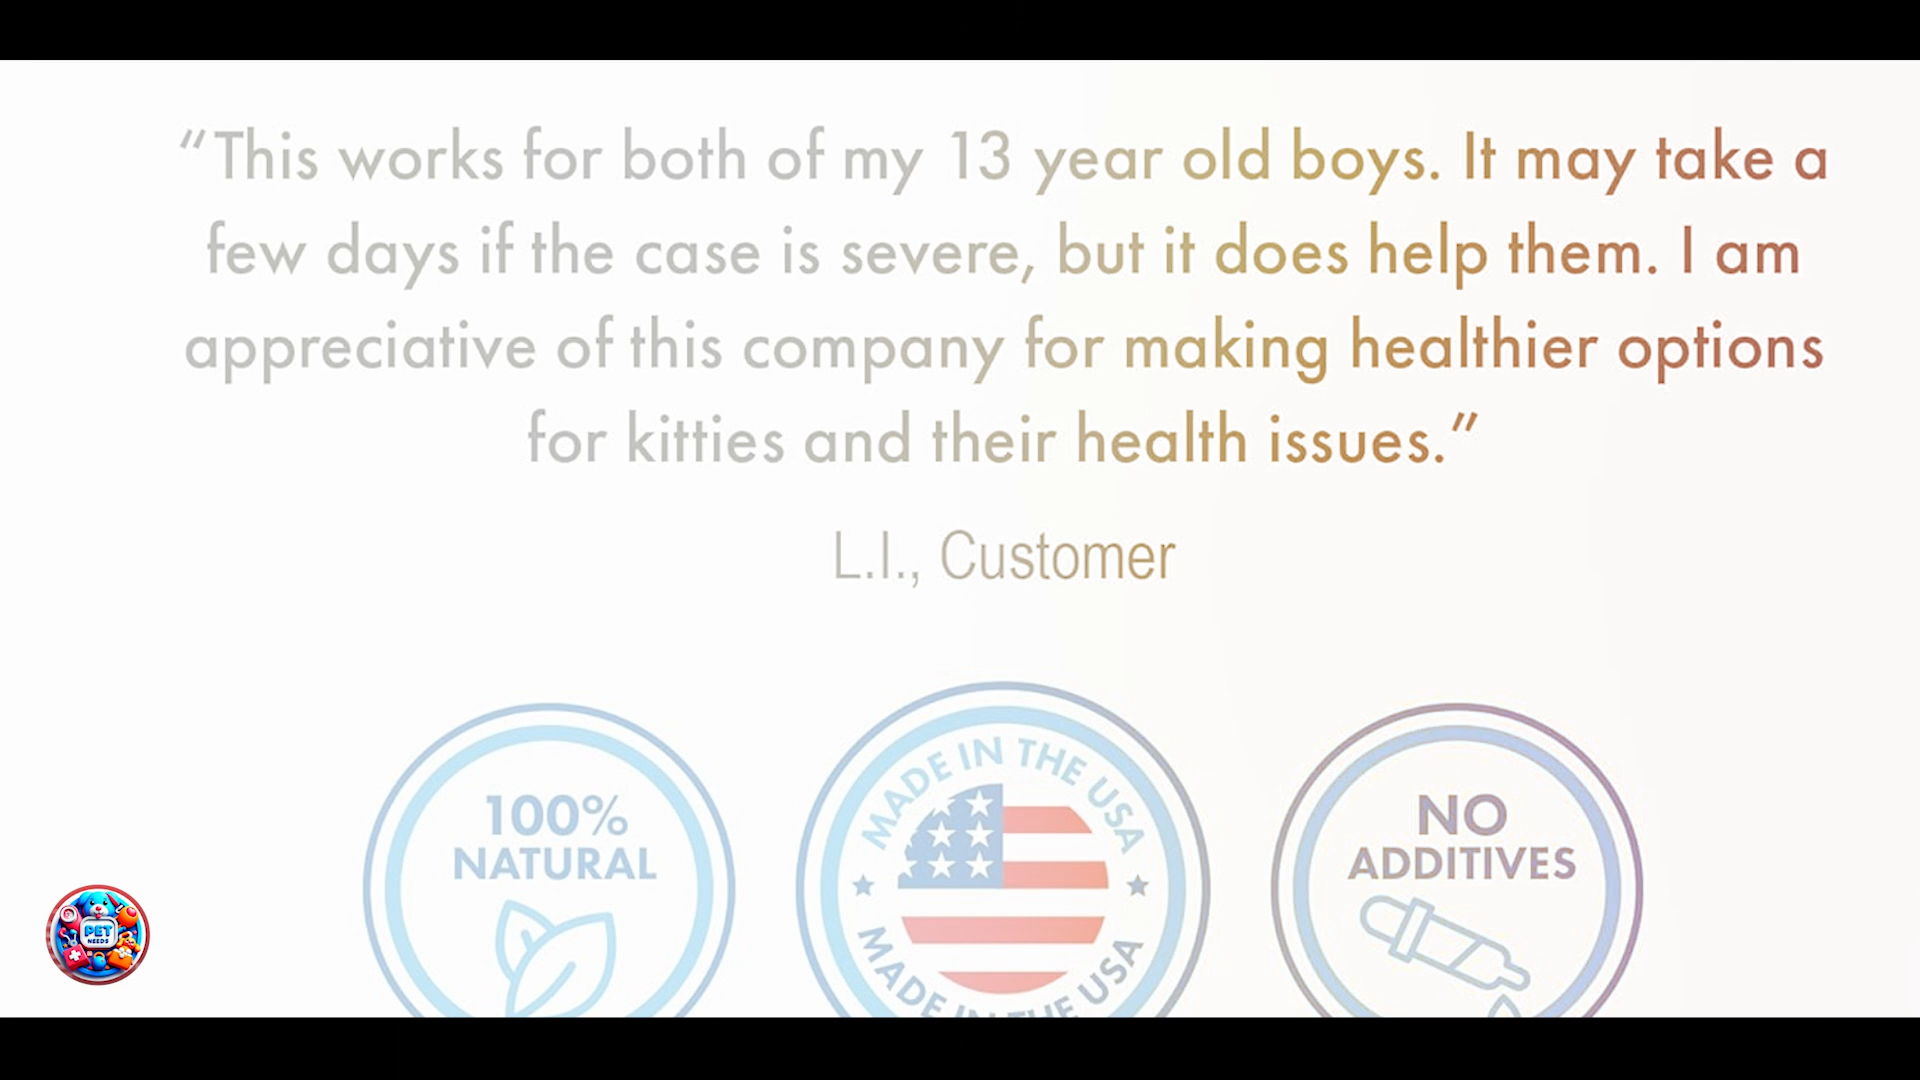 “This works for both of my 13 year old boys. It may take a
few days if the case is severe, but it does help them. I am
appreciative of this company for making healthier options
for kitties and their health issues.”
L.I., Customer
100%
NATURAL
MADE IN THE USA
MADE IN THE USA
NO
ADDITIVES
PET
NEEDS